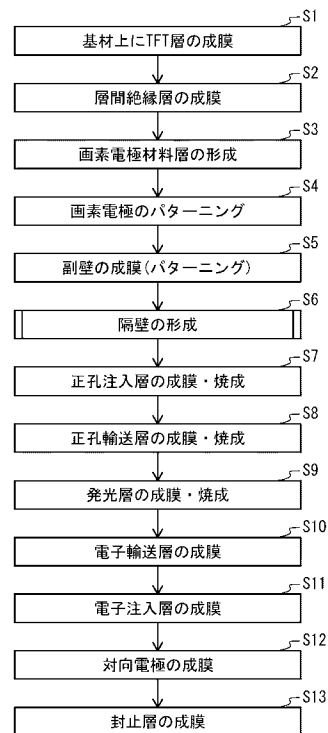 S1
基材上にTFT層の成膜
S2
層間絶縁層の成膜
S3
画素電極材料層の形成
S4
画素電極のパターニング
S5
副壁の成膜(パターニング)
S6
隔壁の形成
S7
正孔注入層の成膜・焼成
S8
正孔輸送層の成膜・焼成
S9
発光層の成膜・焼成
S10
電子輸送層の成膜
S11
電子注入層の成膜
S12
対向電極の成膜
S13
封止層の成膜